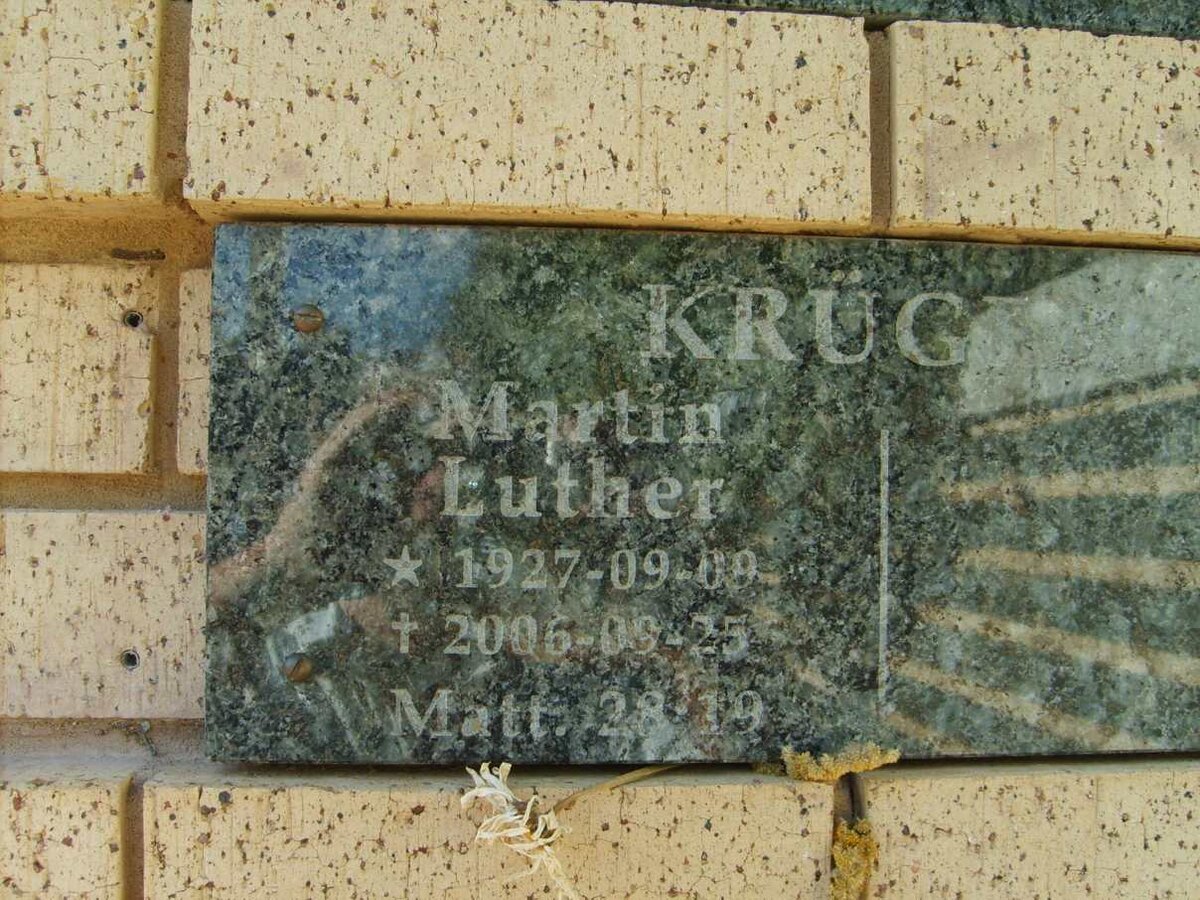 KRÜG
Martin
Luther
★ 1927-09-09
† 2006-09-25
Matt. 28:19